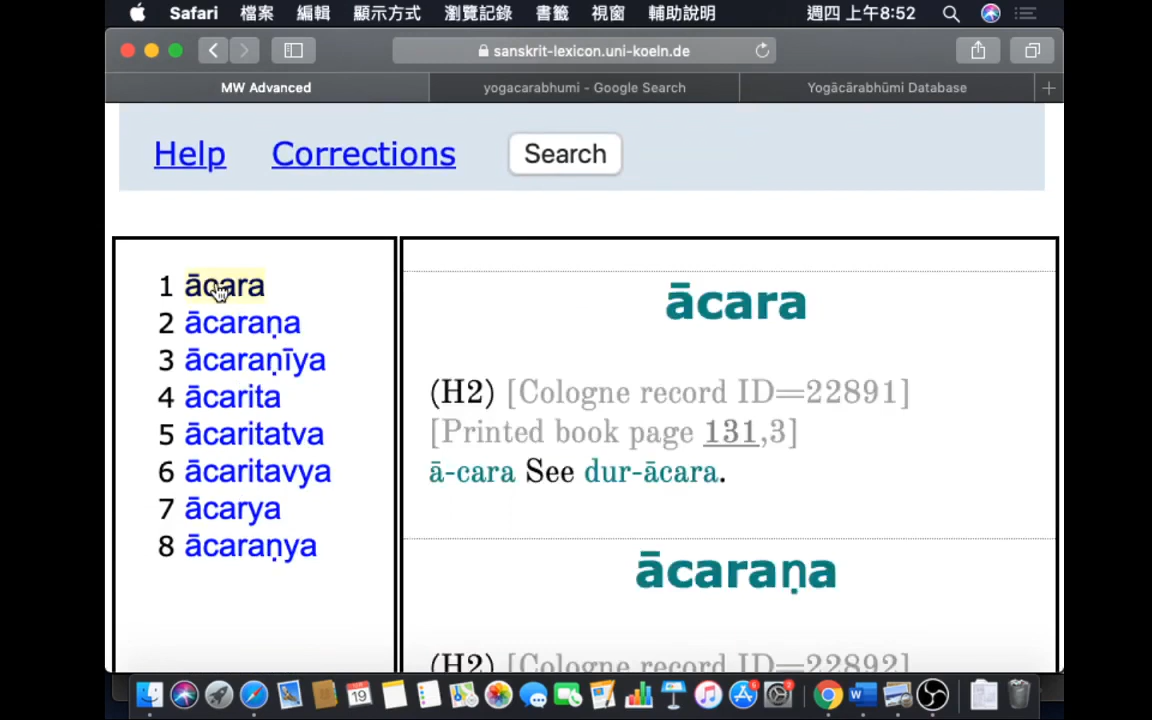 Safari 檔案 編輯 顯示方式 瀏覽記錄 書籤 視窗 輔助說明 週四 上午8:52
sanskrit-lexicon.uni-koeln.de
MW Advanced yogacarabhumi - Google Search Yogācārabhūmi Database
Help Corrections Search
1 ācara
2 ācaraṇa
3 ācaraṇīya
4 ācarita
5 ācaritatva
6 ācaritavya
7 ācarya
8 ācaraṇya
ācara
(H2) [Cologne record ID=22891]
[Printed book page 131,3]
ā-cara See dur-ācara.
ācaraṇa
(H2) [Cologne record ID=22892]